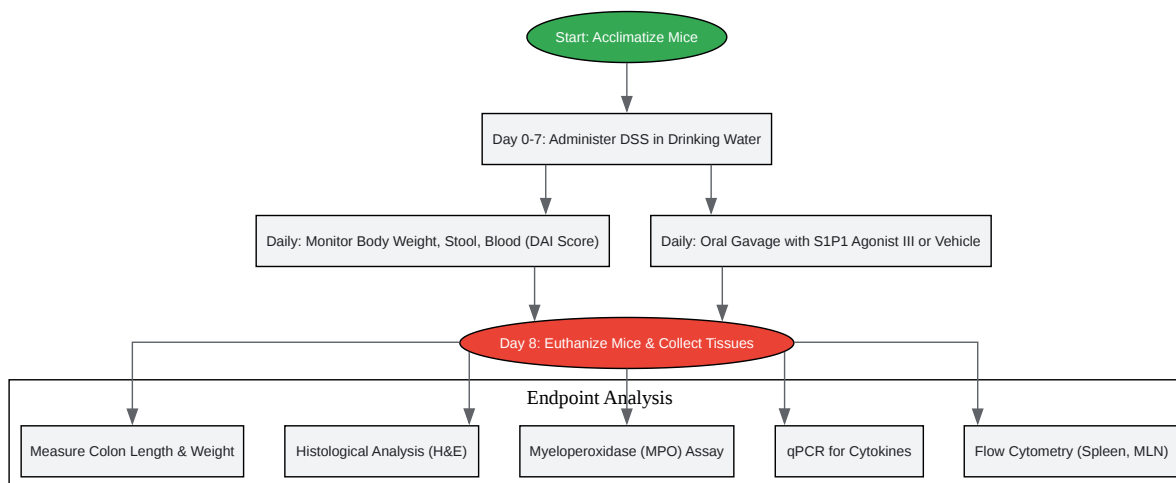 Start: Acclimatize Mice
Day 0-7: Administer DSS in Drinking Water
Daily: Monitor Body Weight, Stool, Blood (DAI Score)
Daily: Oral Gavage with S1P1 Agonist III or Vehicle
Day 8: Euthanize Mice & Collect Tissues
Endpoint Analysis
Measure Colon Length & Weight
Histological Analysis (H&E)
Myeloperoxidase (MPO) Assay
qPCR for Cytokines
Flow Cytometry (Spleen, MLN)